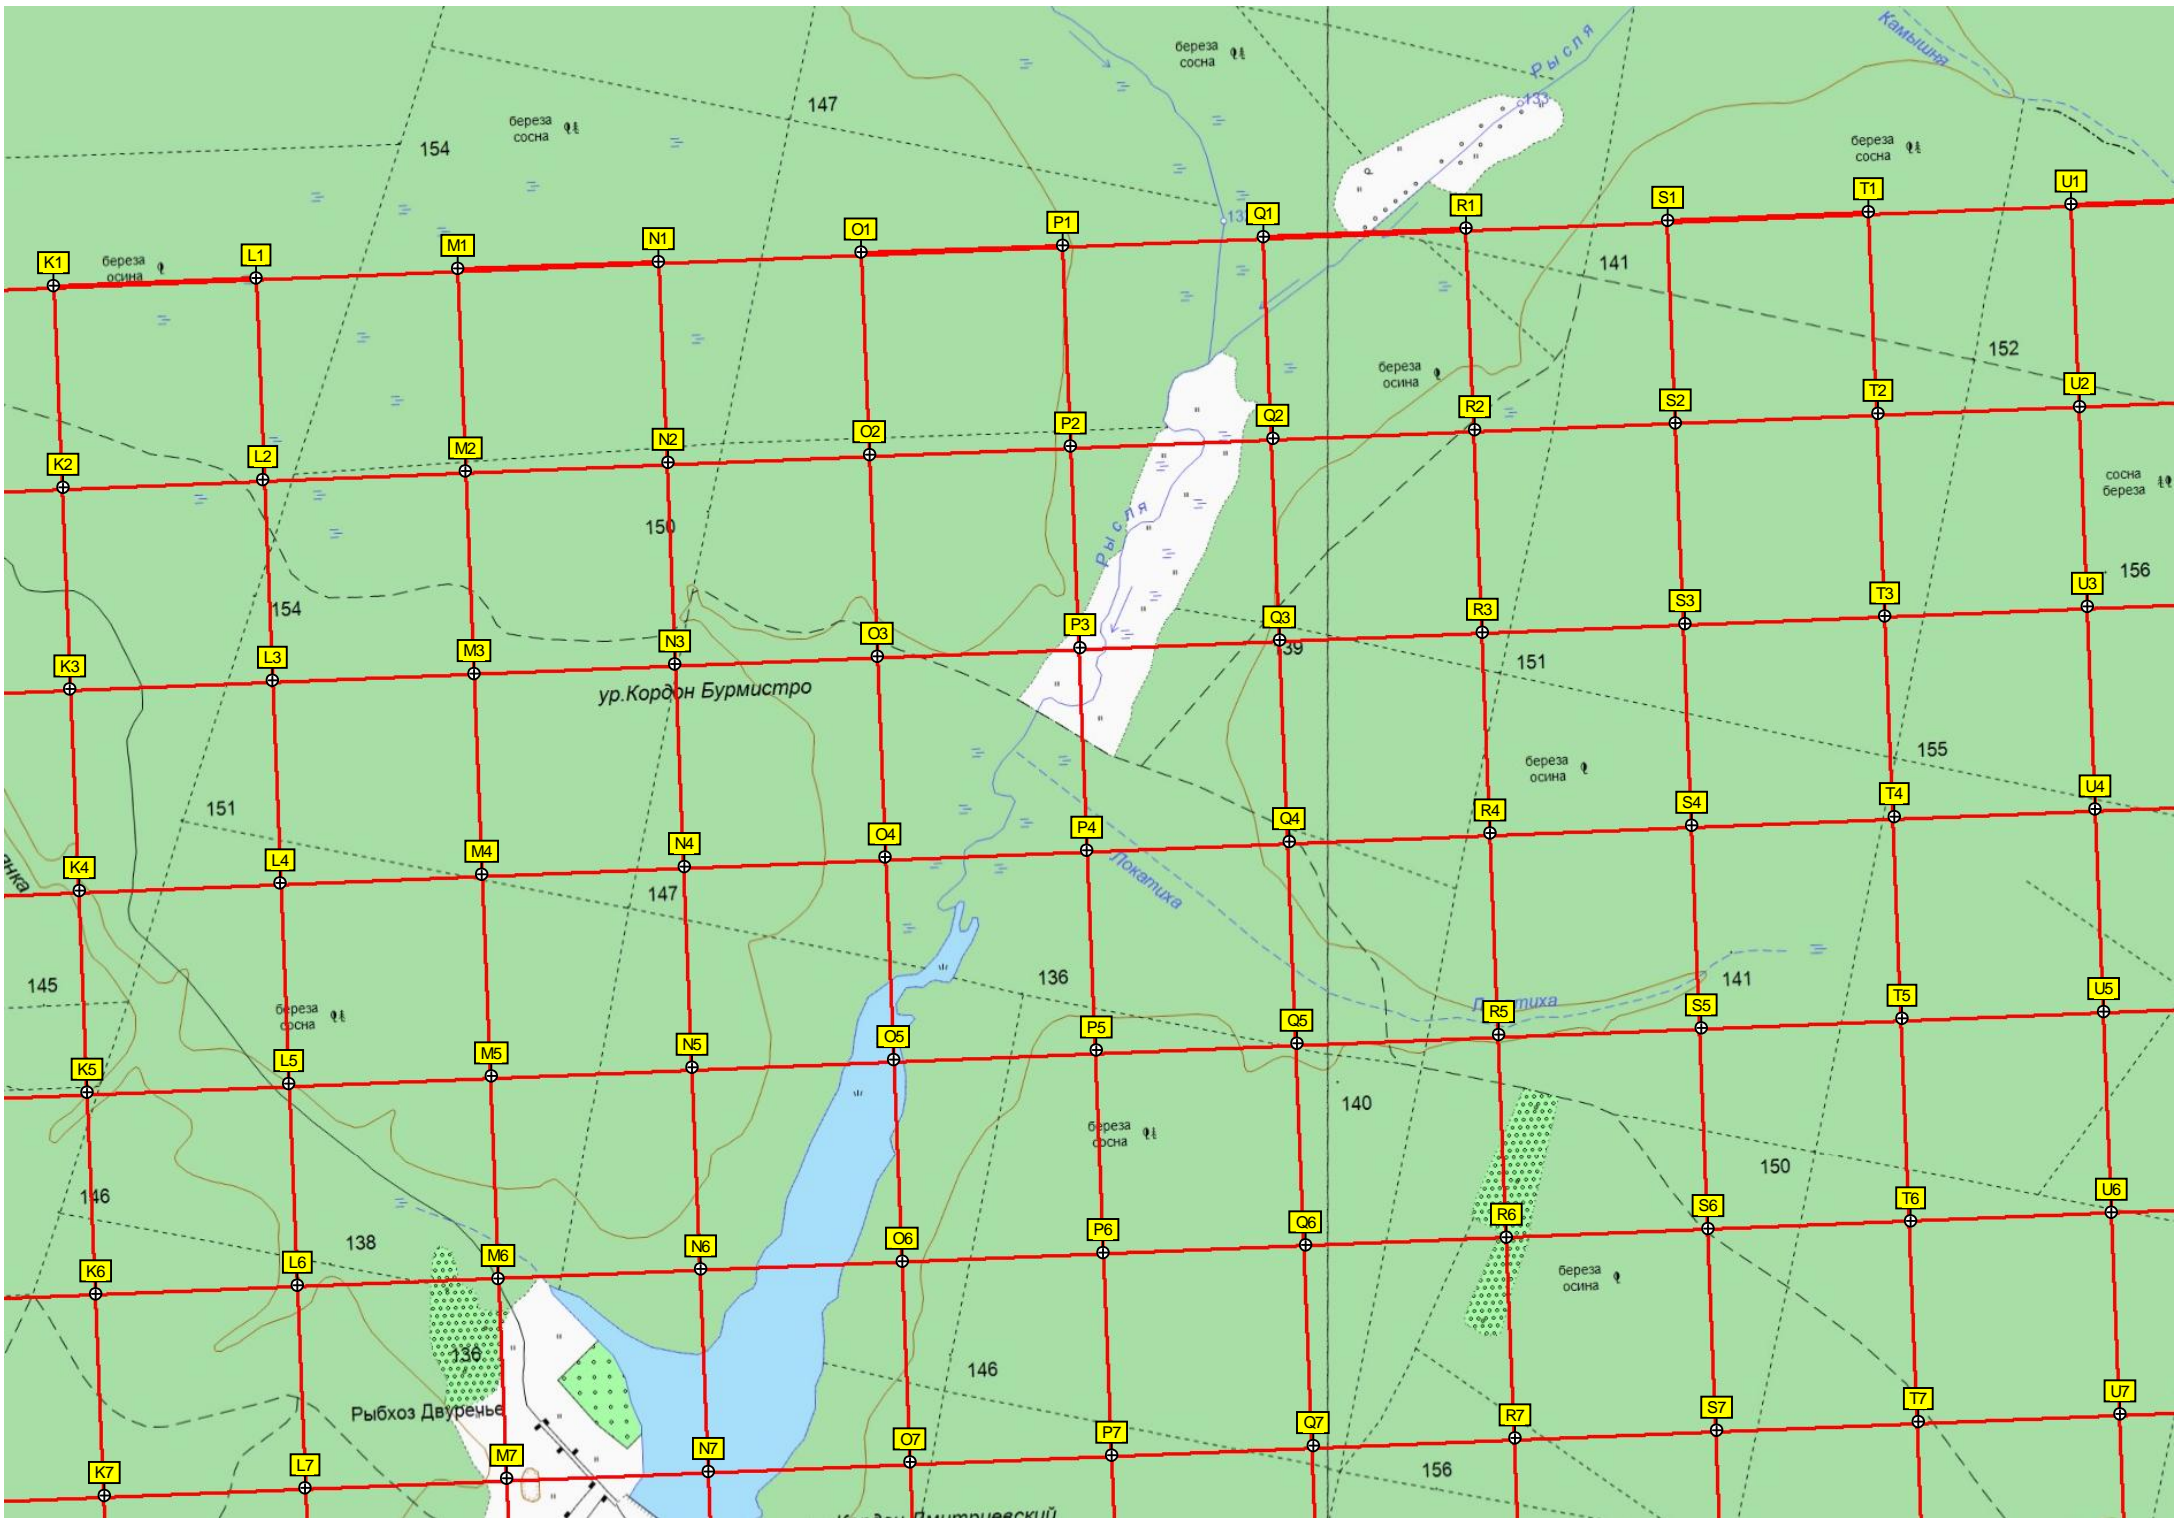 Камышня
Рысля
береза
сосна
133
147
береза
сосна
154
береза
сосна
U1
T1
S1
R1
Q1
P1
O1
N1
M1
L1
K1
береза
осина
141
152
береза
осина
U2
T2
S2
R2
Q2
P2
O2
N2
M2
L2
K2
сосна
береза
150
Рысля
156
154
U3
T3
S3
R3
Q3
P3
O3
N3
M3
L3
K3
39
151
ур.Кордон Бурмистро
155
береза
осина
151
U4
T4
S4
R4
Q4
P4
O4
N4
M4
L4
K4
янка
Локатиха
147
136
141
145
береза
сосна
U5
T5
S5
R5
Q5
P5
O5
N5
M5
L5
K5
140
береза
сосна
150
146
U6
T6
S6
R6
Q6
P6
O6
N6
M6
L6
K6
138
береза
осина
136
146
Рыбхоз Двуречье
U7
T7
S7
R7
Q7
P7
O7
N7
M7
L7
K7
156
Кордон Дмитриевский